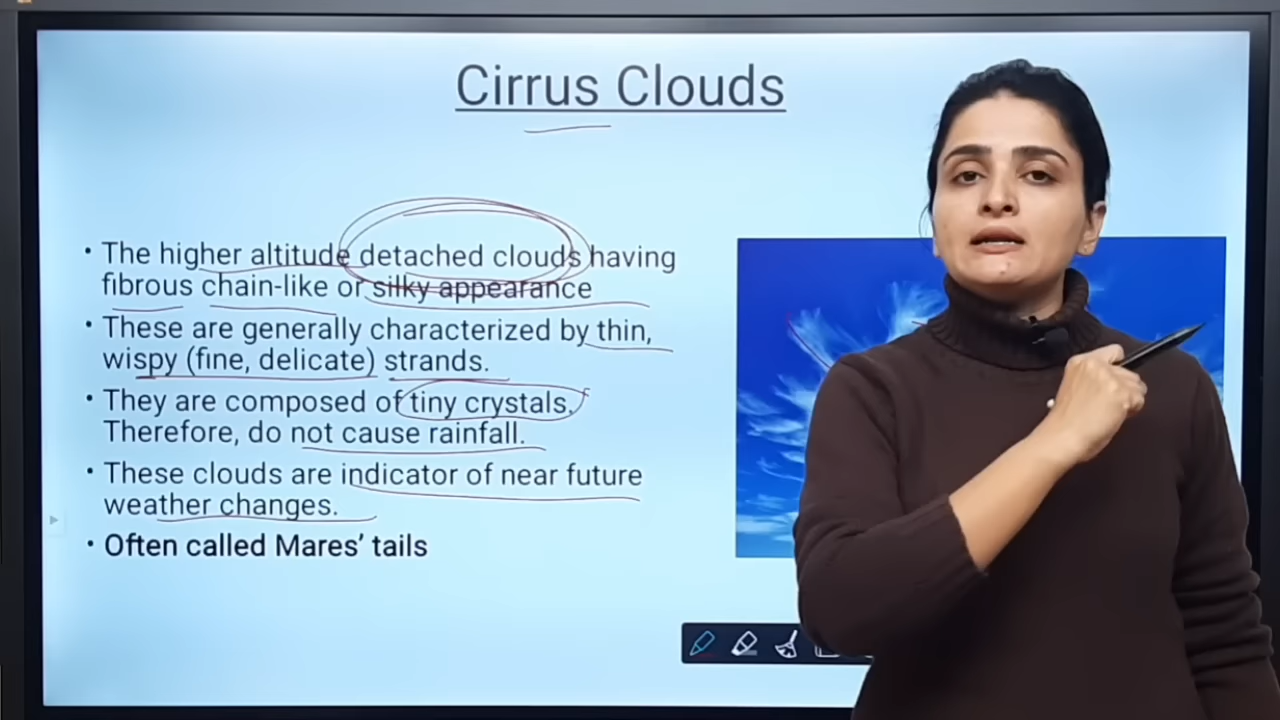 Cirrus Clouds
• The higher altitude detached clouds having
fibrous chain-like or silky appearance
• These are generally characterized by thin,
wispy (fine, delicate) strands.
• They are composed of tiny crystals.
Therefore, do not cause rainfall.
• These clouds are indicator of near future
weather changes.
• Often called Mares’ tails